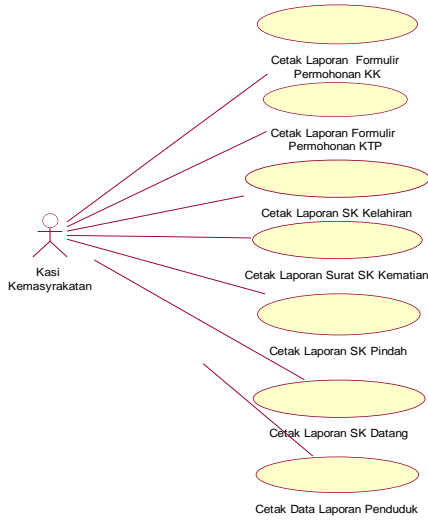 Cetak Laporan Formulir
Permohonan KK
Cetak Laporan Formulir
Permohonan KTP
Cetak Laporan SK Kelahiran
Kasi
Kemasyrakatan
Cetak Laporan Surat SK Kematian
Cetak Laporan SK Pindah
Cetak Laporan SK Datang
Cetak Data Laporan Penduduk